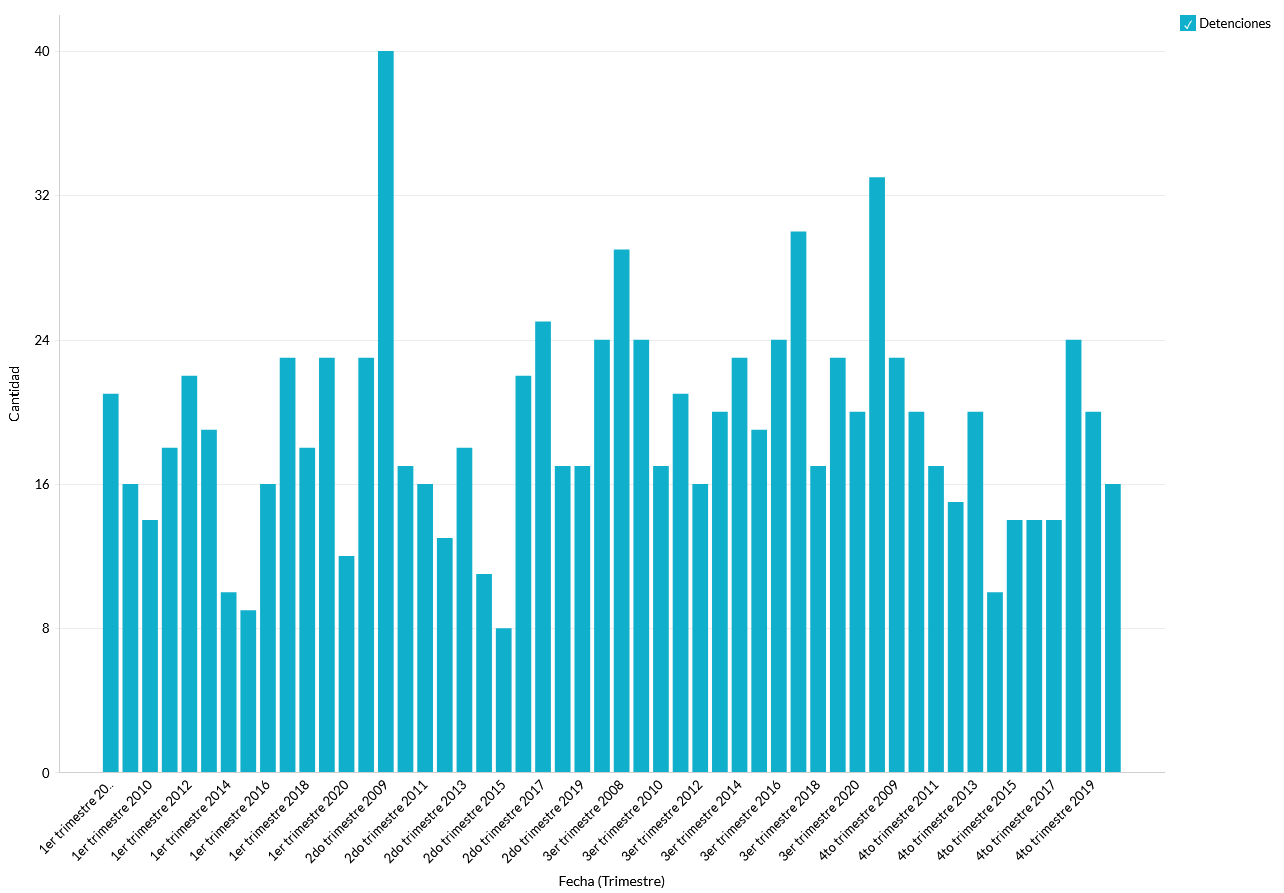 Detenciones
40
32
24
16
8
0
Cantidad
1er trimestre 20..
1er trimestre 2010
1er trimestre 2012
1er trimestre 2014
1er trimestre 2016
1er trimestre 2018
1er trimestre 2020
2do trimestre 2009
2do trimestre 2011
2do trimestre 2013
2do trimestre 2015
2do trimestre 2017
2do trimestre 2019
3er trimestre 2008
3er trimestre 2010
3er trimestre 2012
3er trimestre 2014
3er trimestre 2016
3er trimestre 2018
3er trimestre 2020
4to trimestre 2009
4to trimestre 2011
4to trimestre 2013
4to trimestre 2015
4to trimestre 2017
4to trimestre 2019
Fecha (Trimestre)